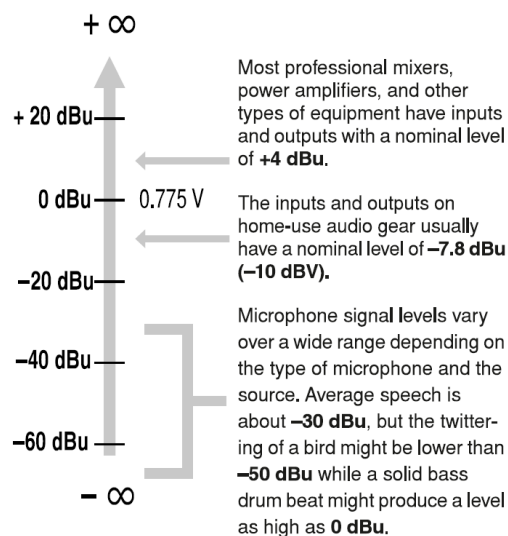 + ∞
+ 20 dBu
0 dBu
0.775 V
–20 dBu
–40 dBu
–60 dBu
– ∞
Most professional mixers,
power amplifiers, and other
types of equipment have inputs
and outputs with a nominal level
of +4 dBu.
The inputs and outputs on
home-use audio gear usually
have a nominal level of –7.8 dBu
(–10 dBV).
Microphone signal levels vary
over a wide range depending on
the type of microphone and the
source. Average speech is
about –30 dBu, but the twitter-
ing of a bird might be lower than
–50 dBu while a solid bass
drum beat might produce a level
as high as 0 dBu.